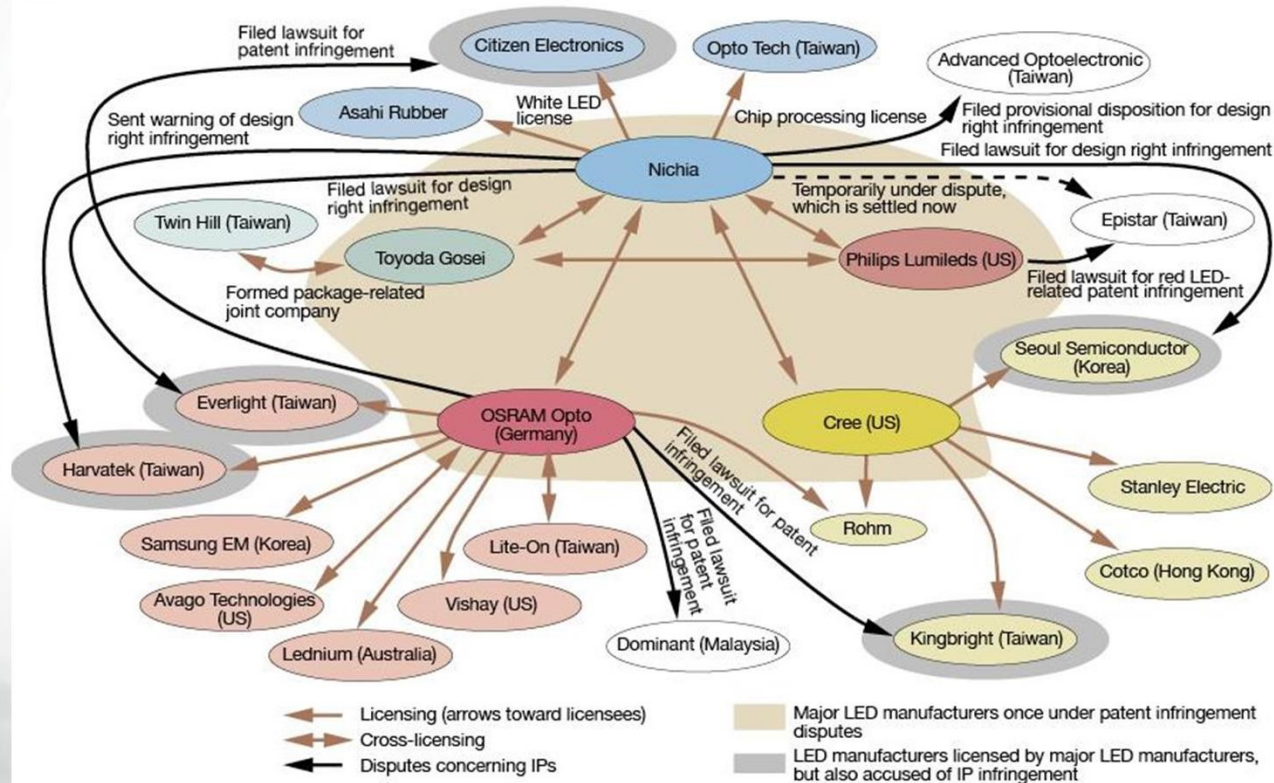 Filed lawsuit for
patent infringement
Citizen Electronics
Opto Tech (Taiwan)
Advanced Optoelectronic
(Taiwan)
Asahi Rubber
White LED
license
Chip processing license
Filed provisional disposition for design
right infringement
Sent warning of design
right infringement
Filed lawsuit for design right infringement
Nichia
Filed lawsuit for design
right infringement
Temporarily under dispute,
which is settled now
Epistar (Taiwan)
Twin Hill (Taiwan)
Toyoda Gosei
Philips Lumileds (US)
Filed lawsuit for red LED-
related patent infringement
Formed package-related
joint company
Seoul Semiconductor
(Korea)
Everlight (Taiwan)
OSRAM Opto
(Germany)
Cree (US)
Harvatek (Taiwan)
Filed lawsuit for patent
infringement
Stanley Electric
Filed lawsuit
for patent
infringement
Rohm
Samsung EM (Korea)
Lite-On (Taiwan)
Cotco (Hong Kong)
Avago Technologies
(US)
Vishay (US)
Dominant (Malaysia)
Kingbright (Taiwan)
Lednium (Australia)
Licensing (arrows toward licensees)
Cross-licensing
Disputes concerning IPs
Major LED manufacturers once under patent infringement
disputes
LED manufacturers licensed by major LED manufacturers,
but also accused of IP infringement